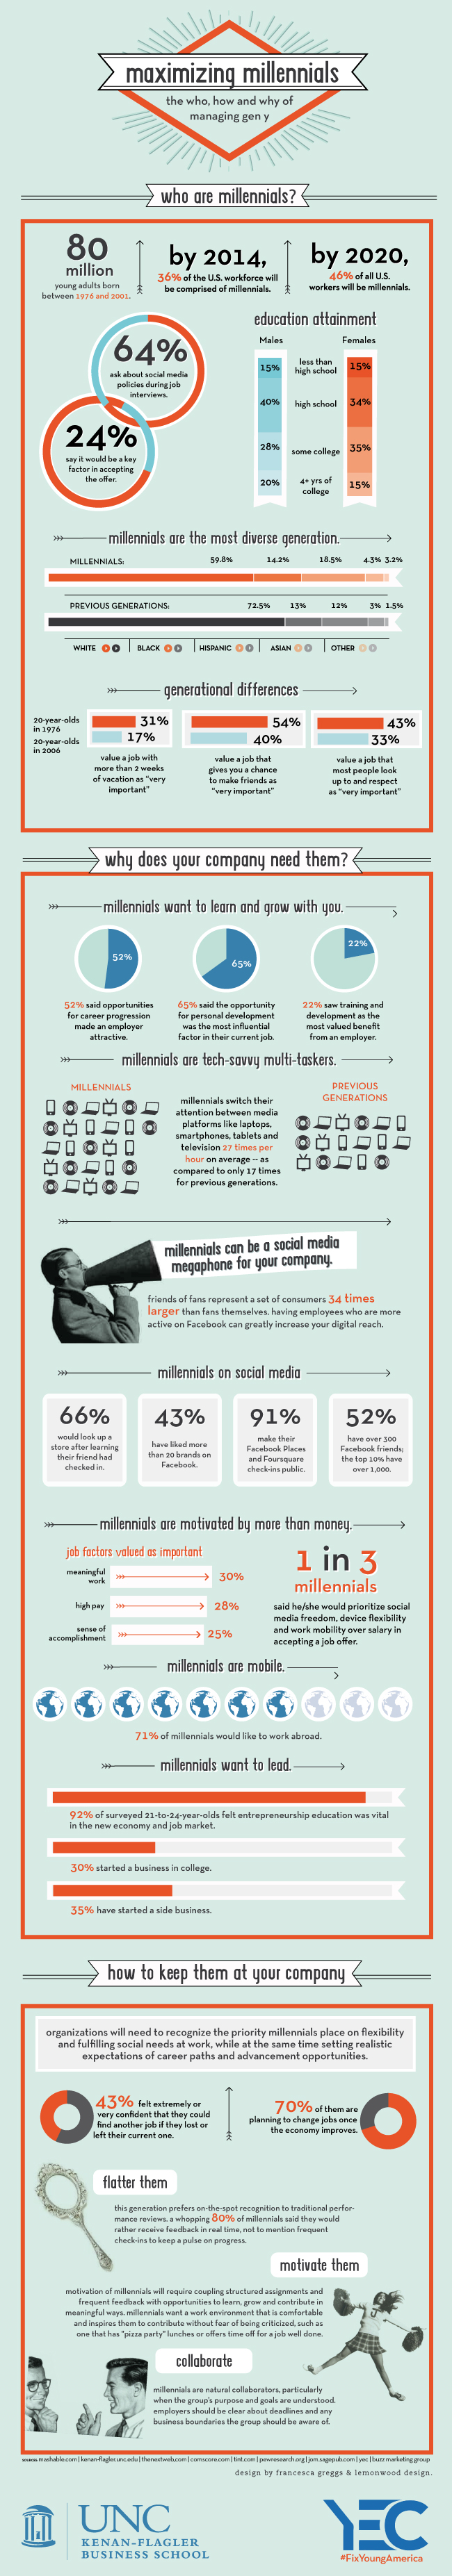 maximizing millennials
the who, how and why of
managing gen y
who are millennials?
80
million
young adults born
between 1976 and 2001.
by 2014,
36% of the U.S. workforce will
be comprised of millennials.
by 2020,
46% of all U.S.
workers will be millennials.
64%
ask about social media
policies during job
interviews.
24%
say it would be a key
factor in accepting
the offer.
education attainment
Males
Females
15%
less than
high school
15%
40%
high school
34%
28%
some college
35%
20%
4+ yrs of
college
15%
millennials are the most diverse generation.
MILLENNIALS:
59.8%
14.2%
18.5%
4.3%
3.2%
PREVIOUS GENERATIONS:
72.5%
13%
12%
3%
1.5%
WHITE
BLACK
HISPANIC
ASIAN
OTHER
generational differences
20-year-olds
in 1976
20-year-olds
in 2006
31%
17%
value a job with
more than 2 weeks
of vacation as "very
important"
54%
40%
value a job that
gives you a chance
to make friends as
"very important"
43%
33%
value a job that
most people look
up to and respect
as "very important"
why does your company need them?
millennials want to learn and grow with you.
52%
65%
22%
52% said opportunities
for career progression
made an employer
attractive.
65% said the opportunity
for personal development
was the most influential
factor in their current job.
22% saw training and
development as the
most valued benefit
from an employer.
millennials are tech-savvy multi-taskers.
MILLENNIALS
millennials switch their
attention between media
platforms like laptops,
smartphones, tablets and
television 27 times per
hour on average -- as
compared to only 17 times
for previous generations.
PREVIOUS
GENERATIONS
millennials can be a social media
megaphone for your company.
friends of fans represent a set of consumers 34 times
larger than fans themselves. having employees who are more
active on Facebook can greatly increase your digital reach.
millennials on social media
66%
would look up a
store after learning
their friend had
checked in.
43%
have liked more
than 20 brands on
Facebook.
91%
make their
Facebook Places
and Foursquare
check-ins public.
52%
have over 300
Facebook friends;
the top 10% have
over 1,000.
millennials are motivated by more than money.
job factors valued as important
meaningful
work
30%
high pay
28%
sense of
accomplishment
25%
1 in 3
millennials
said he/she would prioritize social
media freedom, device flexibility
and work mobility over salary in
accepting a job offer.
millennials are mobile.
71% of millennials would like to work abroad.
millennials want to lead.
92% of surveyed 21-to-24-year-olds felt entrepreneurship education was vital
in the new economy and job market.
30% started a business in college.
35% have started a side business.
how to keep them at your company
organizations will need to recognize the priority millennials place on flexibility
and fulfilling social needs at work, while at the same time setting realistic
expectations of career paths and advancement opportunities.
43% felt extremely or
very confident that they could
find another job if they lost or
left their current one.
70% of them are
planning to change jobs once
the economy improves.
flatter them
this generation prefers on-the-spot recognition to traditional perfor-
mance reviews. a whopping 80% of millennials said they would
rather receive feedback in real time, not to mention frequent
check-ins to keep a pulse on progress.
motivate them
motivation of millennials will require coupling structured assignments and
frequent feedback with opportunities to learn, grow and contribute in
meaningful ways. millennials want a work environment that is comfortable
and inspires them to contribute without fear of being criticized, such as
one that has "pizza party" lunches or offers time off for a job well done.
collaborate
millennials are natural collaborators, particularly
when the group's purpose and goals are understood.
employers should be clear about deadlines and any
business boundaries the group should be aware of.
sources: mashable.com | kenan-flagler.unc.edu | thenextweb.com | comscore.com | tint.com | pewresearch.org | jom.sagepub.com | yec | buzz marketing group
design by francesca greggs & lemonwood design.
UNC
KENAN-FLAGLER
BUSINESS SCHOOL
YEC
#FixYoungAmerica